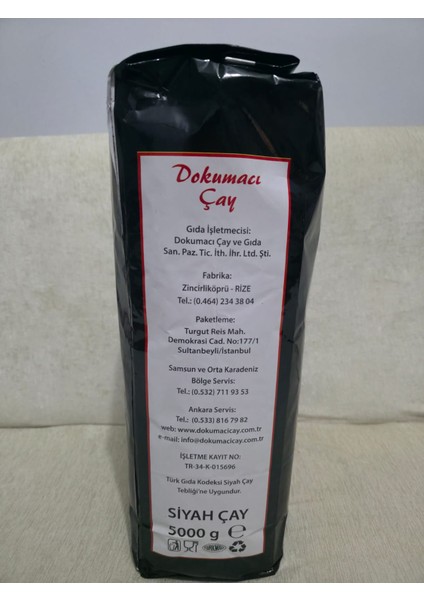 Dokumacı
Çay
Gıda İşletmecisi:
Dokumacı Çay ve Gıda
San. Paz. Tic. İth. İhr. Ltd. Şti.
Fabrika:
Zincirliköprü - RİZE
Tel.: (0.464) 234 38 04
Paketleme:
Turgut Reis Mah.
Demokrasi Cad. No:177/1
Sultanbeyli/İstanbul
Samsun ve Orta Karadeniz
Bölge Servis:
Tel.: (0.532) 711 93 53
Ankara Servis:
Tel.: (0.533) 816 79 82
web: www.dokumacicay.com.tr
e-mail: info@dokumacicay.com.tr
İŞLETME KAYIT NO:
TR-34-K-015696
Türk Gıda Kodeksi Siyah Çay
Tebliği'ne Uygundur.
SİYAH ÇAY
5000 g ℮